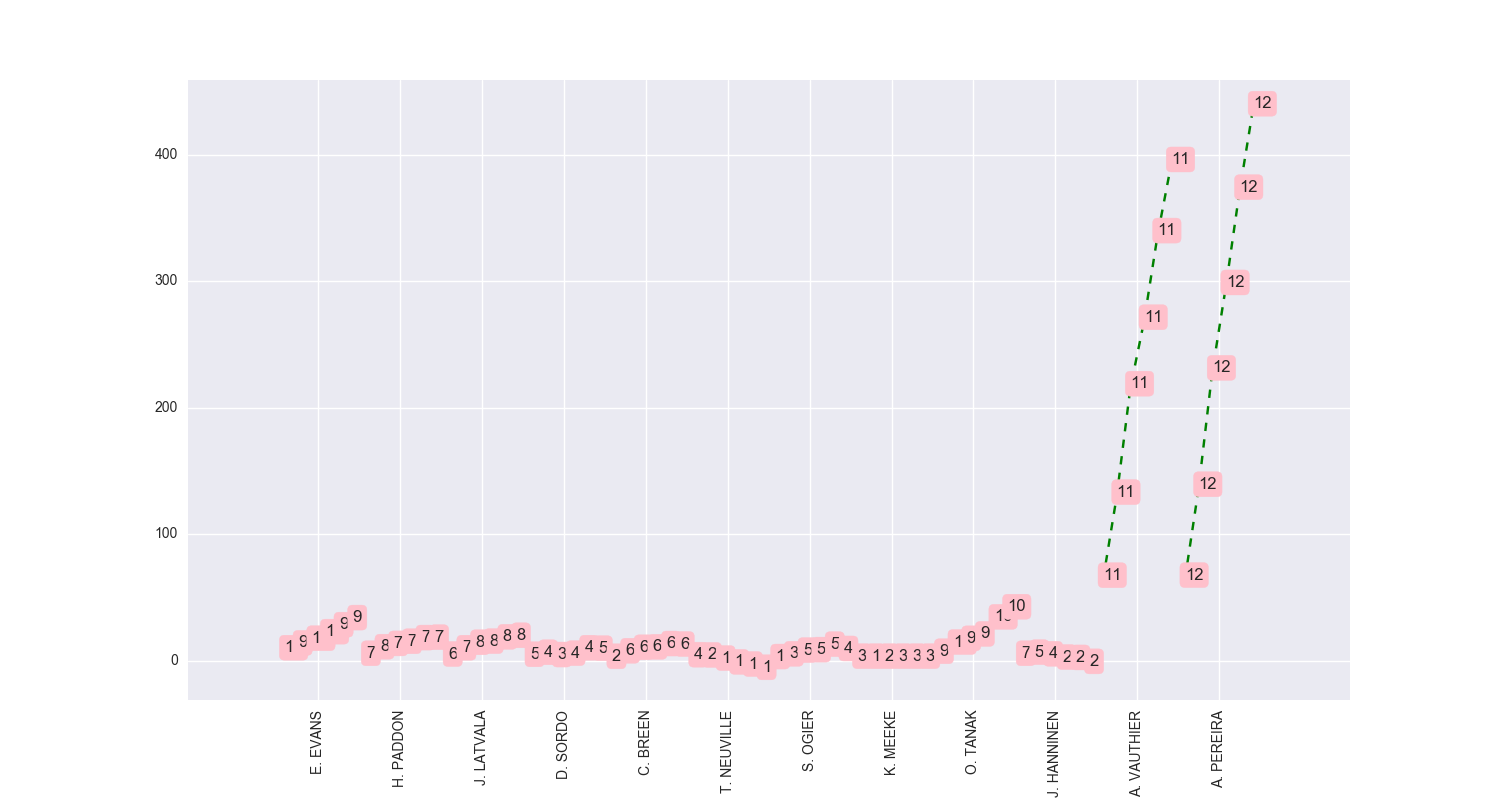 400
300
200
100
0
12
12
12
12
12
12
11
11
11
11
11
11
1 9 1 1 9 9
7 8 7 7 7 7
6 7 8 8 8 8
5 4 3 4 4 5
2 6 6 6 6 6
4 2 1 1 1 1
1 3 5 5 5 4
3 1 2 3 3 3
9 1 9 9 1 10
7 5 4 2 2 2
E. EVANS
H. PADDON
J. LATVALA
D. SORDO
C. BREEN
T. NEUVILLE
S. OGIER
K. MEEKE
O. TANAK
J. HANNINEN
A. VAUTHIER
A. PEREIRA